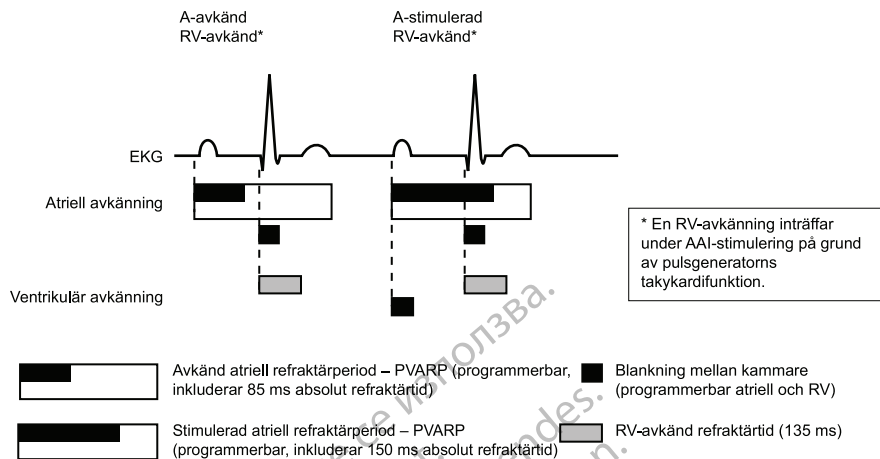 A-avkänd
RV-avkänd*
A-stimulerad
RV-avkänd*
EKG
Atriell avkänning
* En RV-avkänning inträffar
under AAI-stimulering på grund
av pulsgeneratorns
takykardifunktion.
Ventrikulär avkänning
Avkänd atriell refraktärperiod – PVARP (programmerbar,
inkluderar 85 ms absolut refraktärtid)
Blankning mellan kammare
(programmerbar atriell och RV)
Stimulerad atriell refraktärperiod – PVARP
(programmerbar, inkluderar 150 ms absolut refraktärtid)
RV-avkänd refraktärtid (135 ms)
се използва.